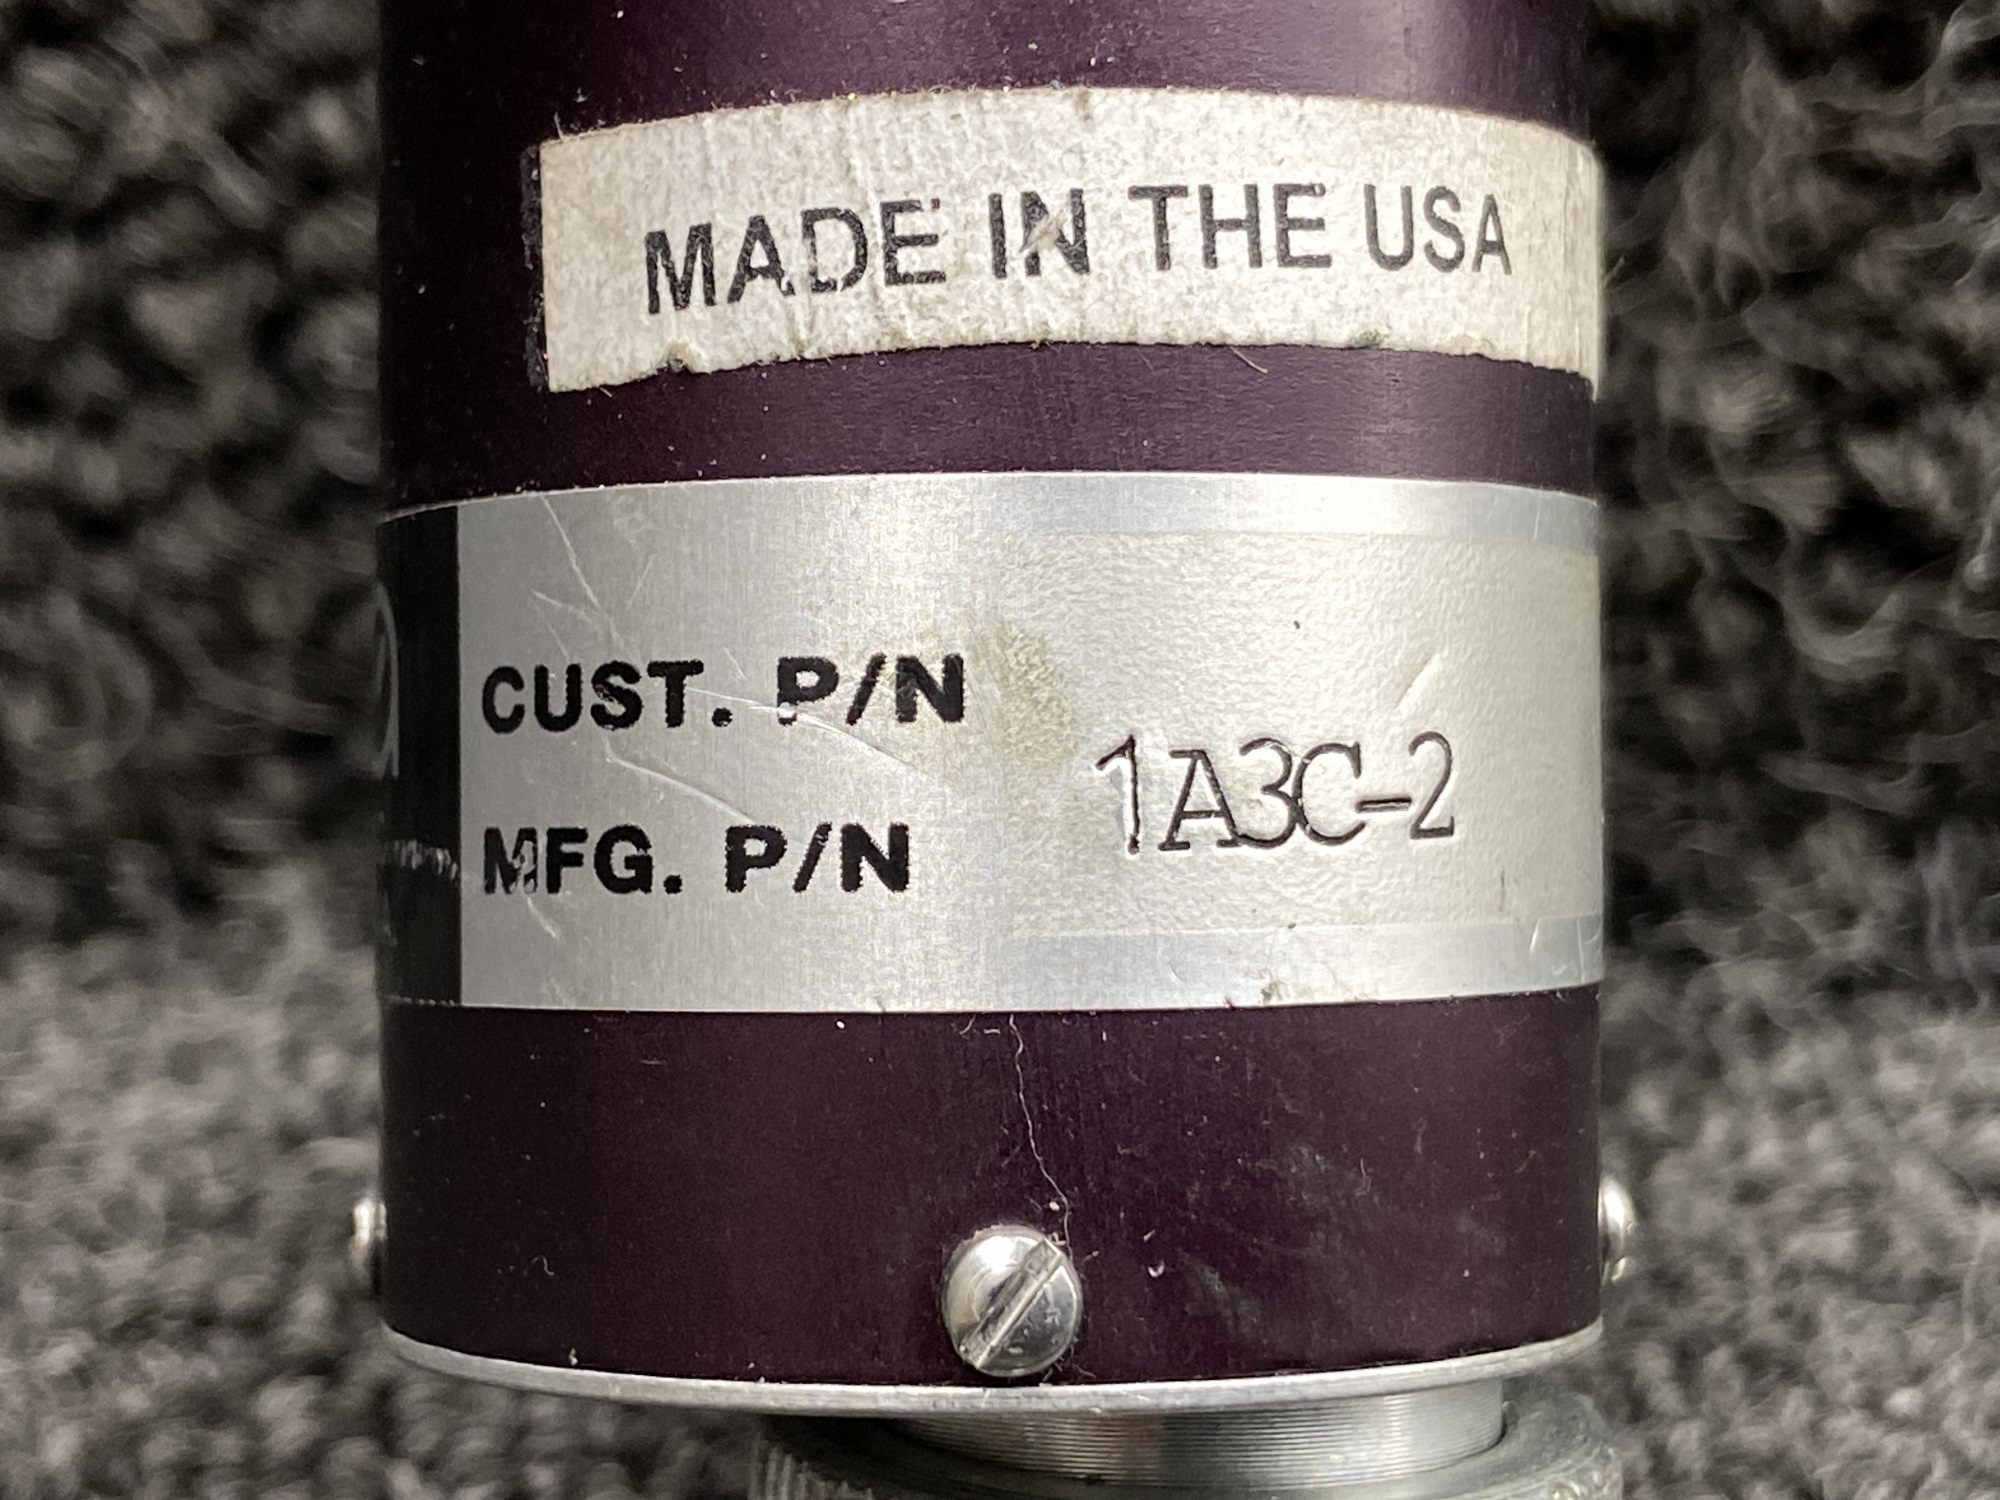 MADE IN THE USA
CUST. P/N
1A3C-2
MFG. P/N